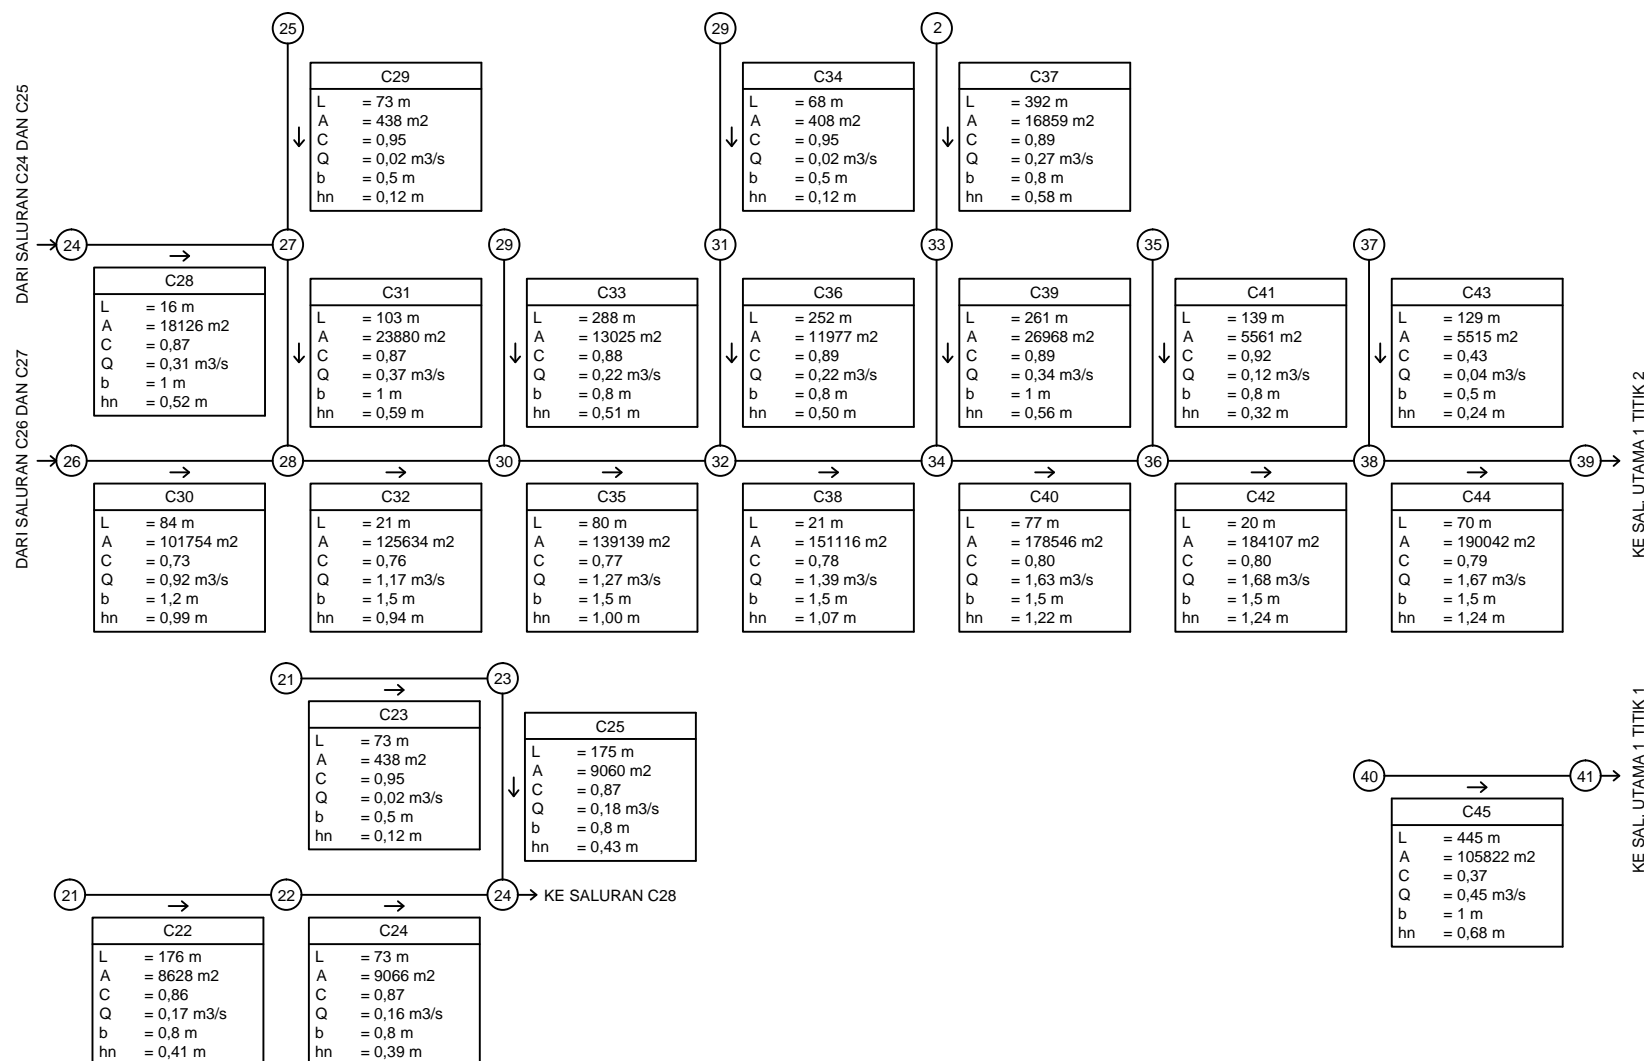 25
29
2
C29
L = 73 m
A = 438 m2
C = 0,95
Q = 0,02 m3/s
b = 0,5 m
hn = 0,12 m
C34
L = 68 m
A = 408 m2
C = 0,95
Q = 0,02 m3/s
b = 0,5 m
hn = 0,12 m
C37
L = 392 m
A = 16859 m2
C = 0,89
Q = 0,27 m3/s
b = 0,8 m
hn = 0,58 m
DARI SALURAN C24 DAN C25
24
27
29
31
33
35
37
C28
L = 16 m
A = 18126 m2
C = 0,87
Q = 0,31 m3/s
b = 1 m
hn = 0,52 m
C31
L = 103 m
A = 23880 m2
C = 0,87
Q = 0,37 m3/s
b = 1 m
hn = 0,59 m
C33
L = 288 m
A = 13025 m2
C = 0,88
Q = 0,22 m3/s
b = 0,8 m
hn = 0,51 m
C36
L = 252 m
A = 11977 m2
C = 0,89
Q = 0,22 m3/s
b = 0,8 m
hn = 0,50 m
C39
L = 261 m
A = 26968 m2
C = 0,89
Q = 0,34 m3/s
b = 1 m
hn = 0,56 m
C41
L = 139 m
A = 5561 m2
C = 0,92
Q = 0,12 m3/s
b = 0,8 m
hn = 0,32 m
C43
L = 129 m
A = 5515 m2
C = 0,43
Q = 0,04 m3/s
b = 0,5 m
hn = 0,24 m
DARI SALURAN C26 DAN C27
26
28
30
32
34
36
38
39
KE SAL. UTAMA 1 TITIK 2
C30
L = 84 m
A = 101754 m2
C = 0,73
Q = 0,92 m3/s
b = 1,2 m
hn = 0,99 m
C32
L = 21 m
A = 125634 m2
C = 0,76
Q = 1,17 m3/s
b = 1,5 m
hn = 0,94 m
C35
L = 80 m
A = 139139 m2
C = 0,77
Q = 1,27 m3/s
b = 1,5 m
hn = 1,00 m
C38
L = 21 m
A = 151116 m2
C = 0,78
Q = 1,39 m3/s
b = 1,5 m
hn = 1,07 m
C40
L = 77 m
A = 178546 m2
C = 0,80
Q = 1,63 m3/s
b = 1,5 m
hn = 1,22 m
C42
L = 20 m
A = 184107 m2
C = 0,80
Q = 1,68 m3/s
b = 1,5 m
hn = 1,24 m
C44
L = 70 m
A = 190042 m2
C = 0,79
Q = 1,67 m3/s
b = 1,5 m
hn = 1,24 m
21
23
C23
L = 73 m
A = 438 m2
C = 0,95
Q = 0,02 m3/s
b = 0,5 m
hn = 0,12 m
C25
L = 175 m
A = 9060 m2
C = 0,87
Q = 0,18 m3/s
b = 0,8 m
hn = 0,43 m
40
41
KE SAL. UTAMA 1 TITIK 1
C45
L = 445 m
A = 105822 m2
C = 0,37
Q = 0,45 m3/s
b = 1 m
hn = 0,68 m
21
22
24
KE SALURAN C28
C22
L = 176 m
A = 8628 m2
C = 0,86
Q = 0,17 m3/s
b = 0,8 m
hn = 0,41 m
C24
L = 73 m
A = 9066 m2
C = 0,87
Q = 0,16 m3/s
b = 0,8 m
hn = 0,39 m